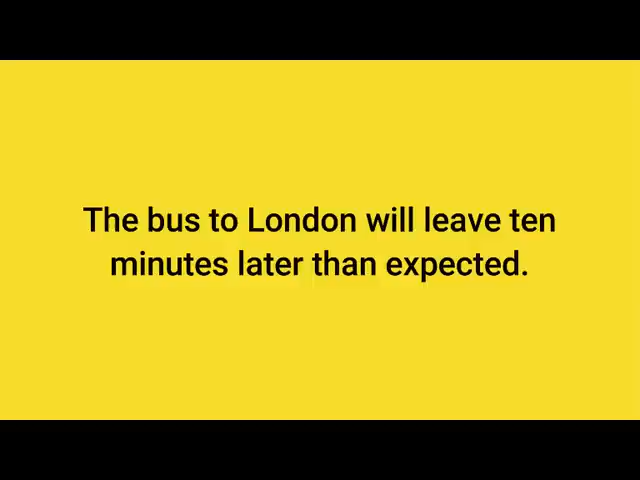 The bus to London will leave ten
minutes later than expected.